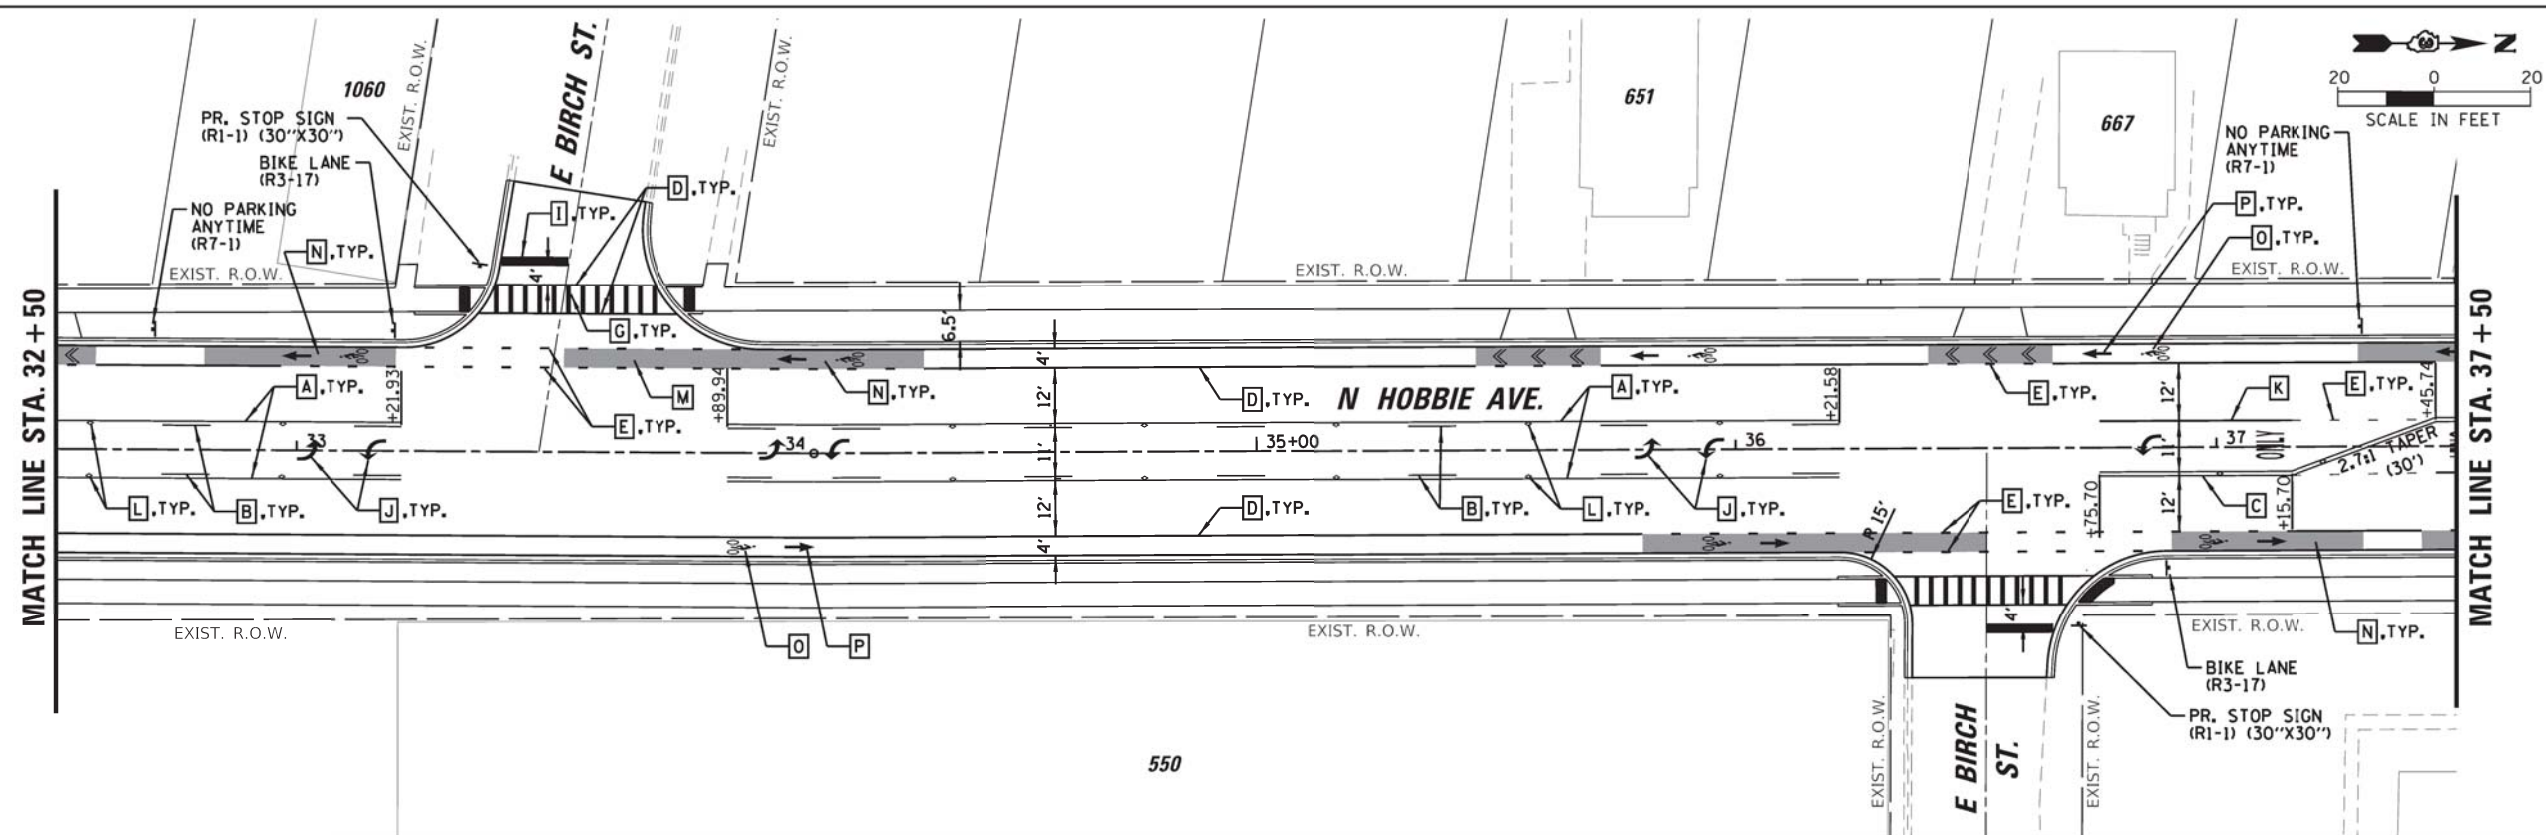 E BIRCH ST.
EXIST. R.O.W.
EXIST. R.O.W.
1060
PR. STOP SIGN
(R1-1) (30"X30")
BIKE LANE
(R3-17)
NO PARKING
ANYTIME
(R7-1)
N,TYP.
EXIST. R.O.W.
I,TYP.
D,TYP.
4'
G,TYP.
651
667
N
20 0 20
SCALE IN FEET
NO PARKING
ANYTIME
(R7-1)
P,TYP.
O,TYP.
EXIST. R.O.W.
EXIST. R.O.W.
MATCH LINE STA. 32+50
MATCH LINE STA. 37+50
6.5'
4'
A,TYP.
+21.93
M
E,TYP.
+89.94
N,TYP.
12'
D,TYP.
N HOBBIE AVE.
A,TYP.
+21.58
E,TYP.
12'
K
E,TYP.
+45.74
33
34
11'
35+00
36
11'
37
ONLY
2.7:1 TAPER
(30')
L,TYP.
B,TYP.
J,TYP.
12'
D,TYP.
B,TYP.
L,TYP.
J,TYP.
R 15'
E,TYP.
+75.70
12'
C
+15.70
4'
4'
O
P
EXIST. R.O.W.
EXIST. R.O.W.
EXIST. R.O.W.
N,TYP.
BIKE LANE
(R3-17)
PR. STOP SIGN
(R1-1) (30"X30")
EXIST. R.O.W.
E BIRCH
ST.
EXIST. R.O.W.
550